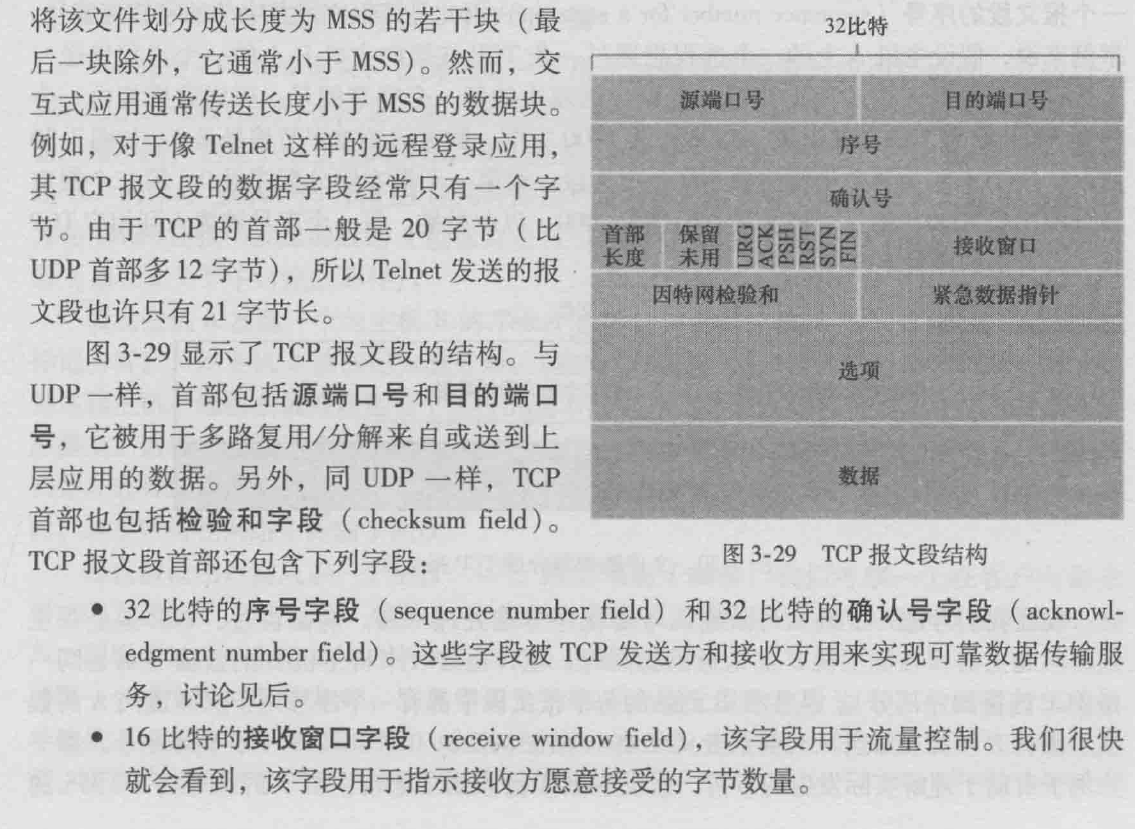 将该文件划分成长度为 MSS 的若干块（最
后一块除外，它通常小于 MSS）。然而，交
互式应用通常传送长度小于 MSS 的数据块。
例如，对于像 Telnet 这样的远程登录应用，
其 TCP 报文段的数据字段经常只有一个字
节。由于 TCP 的首部一般是 20 字节（比
UDP 首部多 12 字节），所以 Telnet 发送的报
文段也许只有 21 字节长。
图 3-29 显示了 TCP 报文段的结构。与
UDP 一样，首部包括源端口号和目的端口
号，它被用于多路复用/分解来自或送到上
层应用的数据。另外，同 UDP 一样，TCP
首部也包括检验和字段（checksum field）。
TCP 报文段首部还包含下列字段：
32比特
源端口号 目的端口号
序号
确认号
首部长度 保留未用 URG ACK PSH RST SYN FIN 接收窗口
因特网检验和 紧急数据指针
选项
数据
图 3-29 TCP 报文段结构
● 32 比特的序号字段（sequence number field）和 32 比特的确认号字段（acknowl-
edgment number field）。这些字段被 TCP 发送方和接收方用来实现可靠数据传输服
务，讨论见后。
● 16 比特的接收窗口字段（receive window field），该字段用于流量控制。我们很快
就会看到，该字段用于指示接收方愿意接受的字节数量。